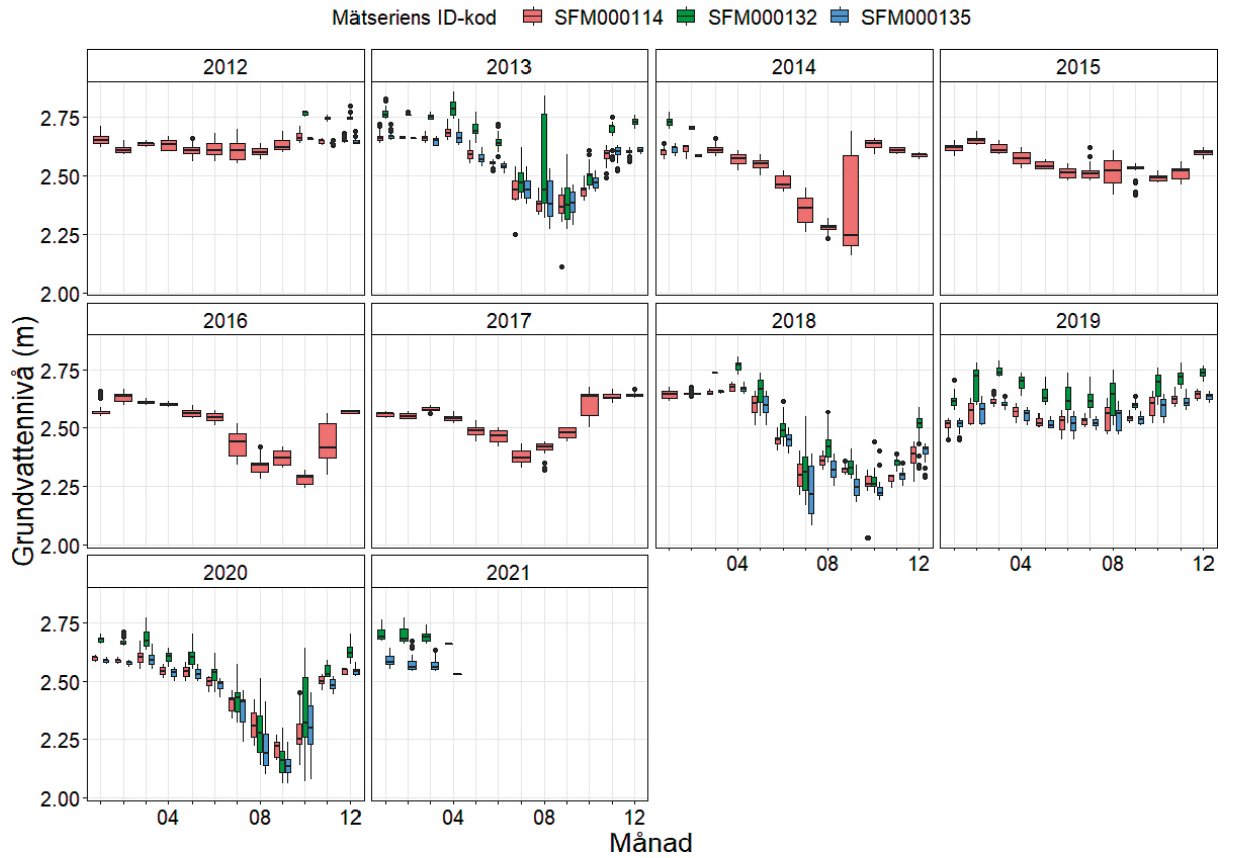 Mätseriens ID-kod SFM000114 SFM000132 SFM000135
2012 2013 2014 2015
2.75
2.50
2.25
2.00
2016 2017 2018 2019
2.75
2.50
2.25
2.00
04 08 12 04 08 12
2020 2021
2.75
2.50
2.25
2.00
04 08 12 04 08 12
Grundvattennivå (m)
Månad